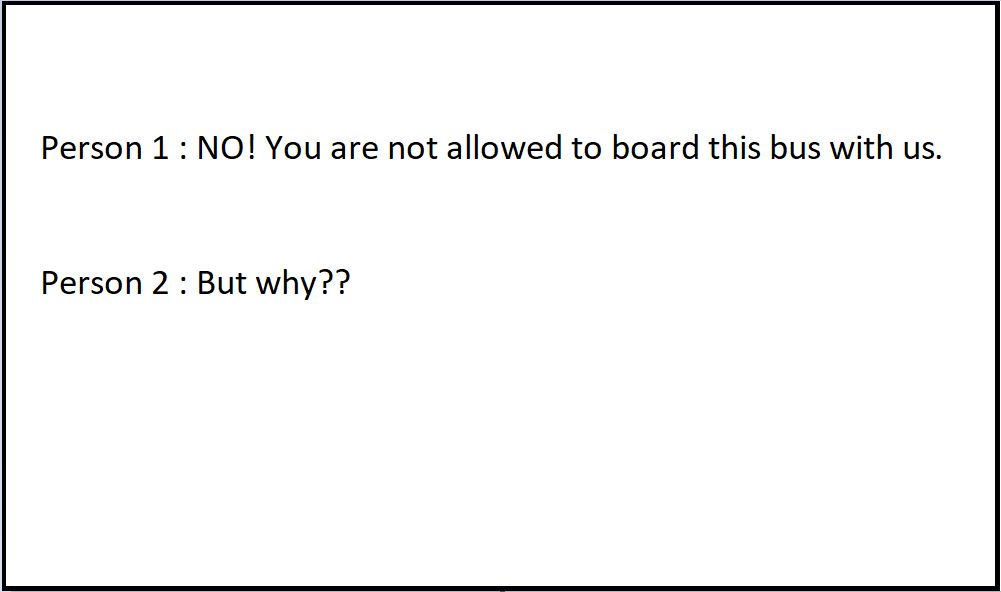 Person 1 : NO! You are not allowed to board this bus with us.
Person 2 : But why??